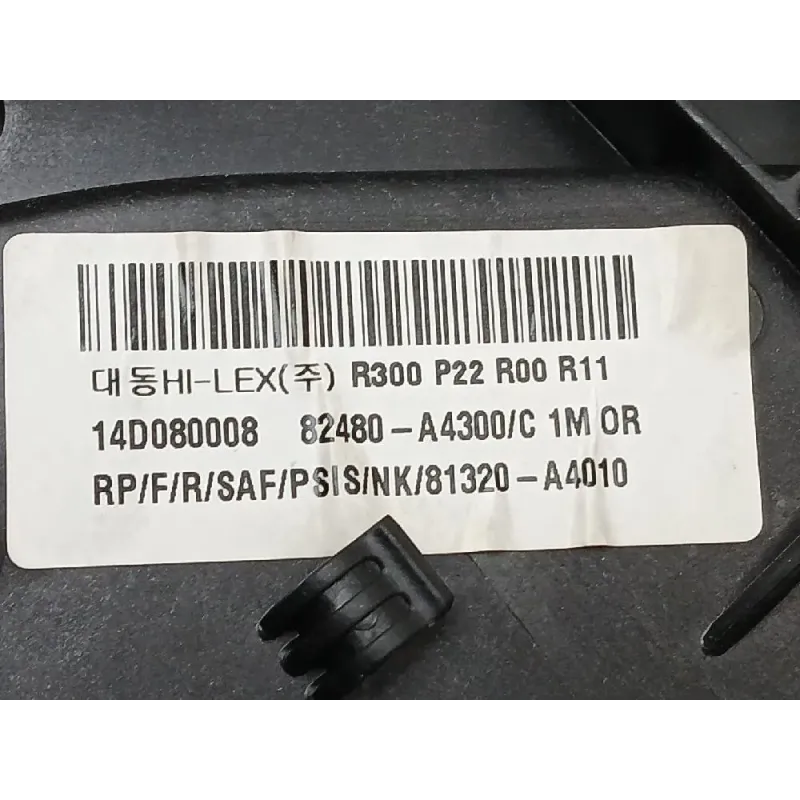 대동HI-LEX(주) R300 P22 R00 R11
14D080008 82480-A4300/C 1M OR
RP/F/R/SAF/PSIS/NK/81320-A4010